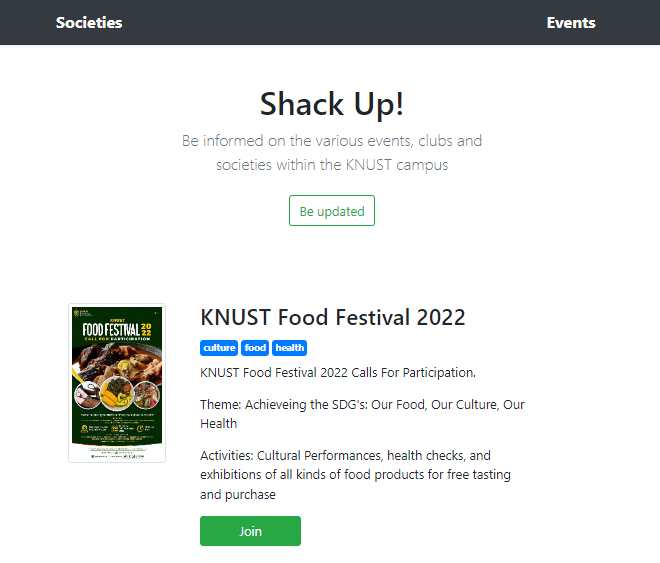 Societies
Events
Shack Up!
Be informed on the various events, clubs and
societies within the KNUST campus
Be updated
KNUST
FOOD FESTIVAL 2022
CALL FOR PARTICIPATION
KNUST Food Festival 2022
culture food health
KNUST Food Festival 2022 Calls For Participation.
Theme: Achieveing the SDG's: Our Food, Our Culture, Our
Health
Activities: Cultural Performances, health checks, and
exhibitions of all kinds of food products for free tasting
and purchase
Join